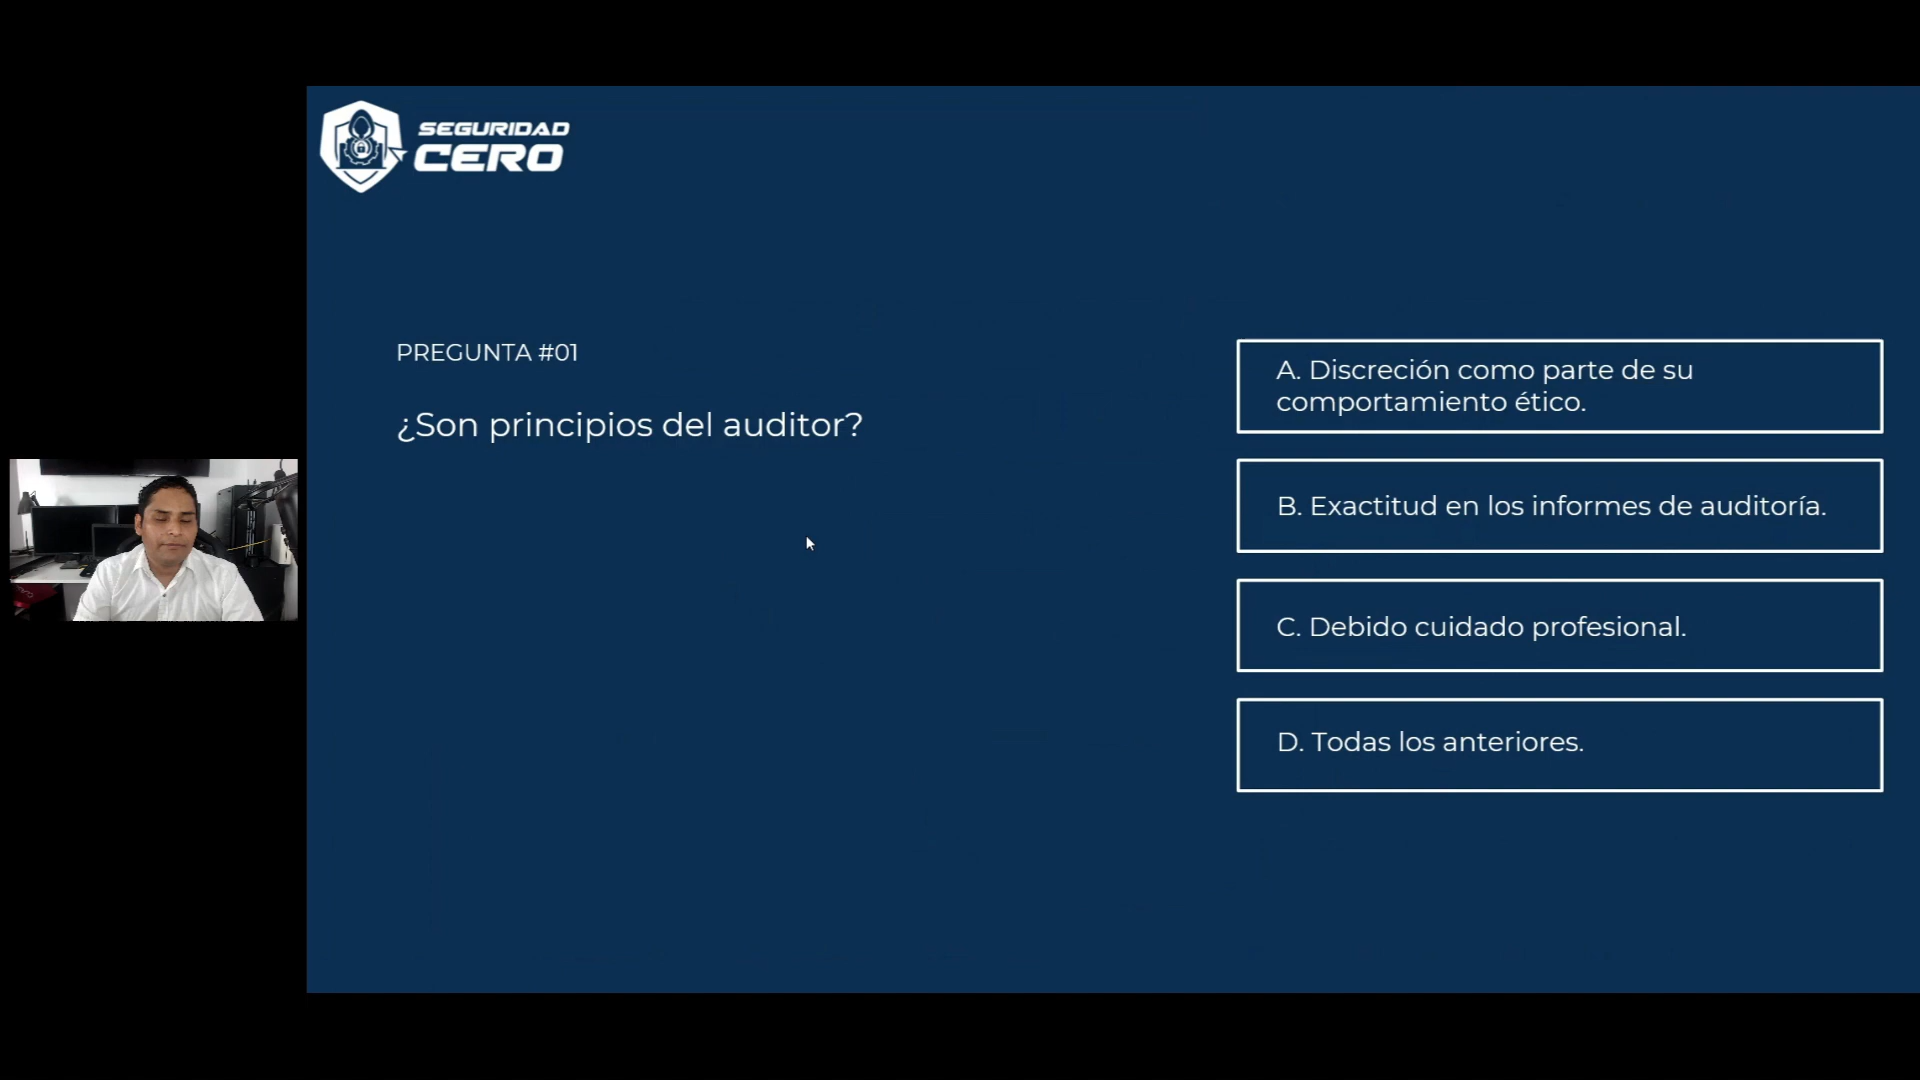 SEGURIDAD
CERO
PREGUNTA #01
¿Son principios del auditor?
A. Discreción como parte de su
comportamiento ético.
B. Exactitud en los informes de auditoría.
C. Debido cuidado profesional.
D. Todas los anteriores.